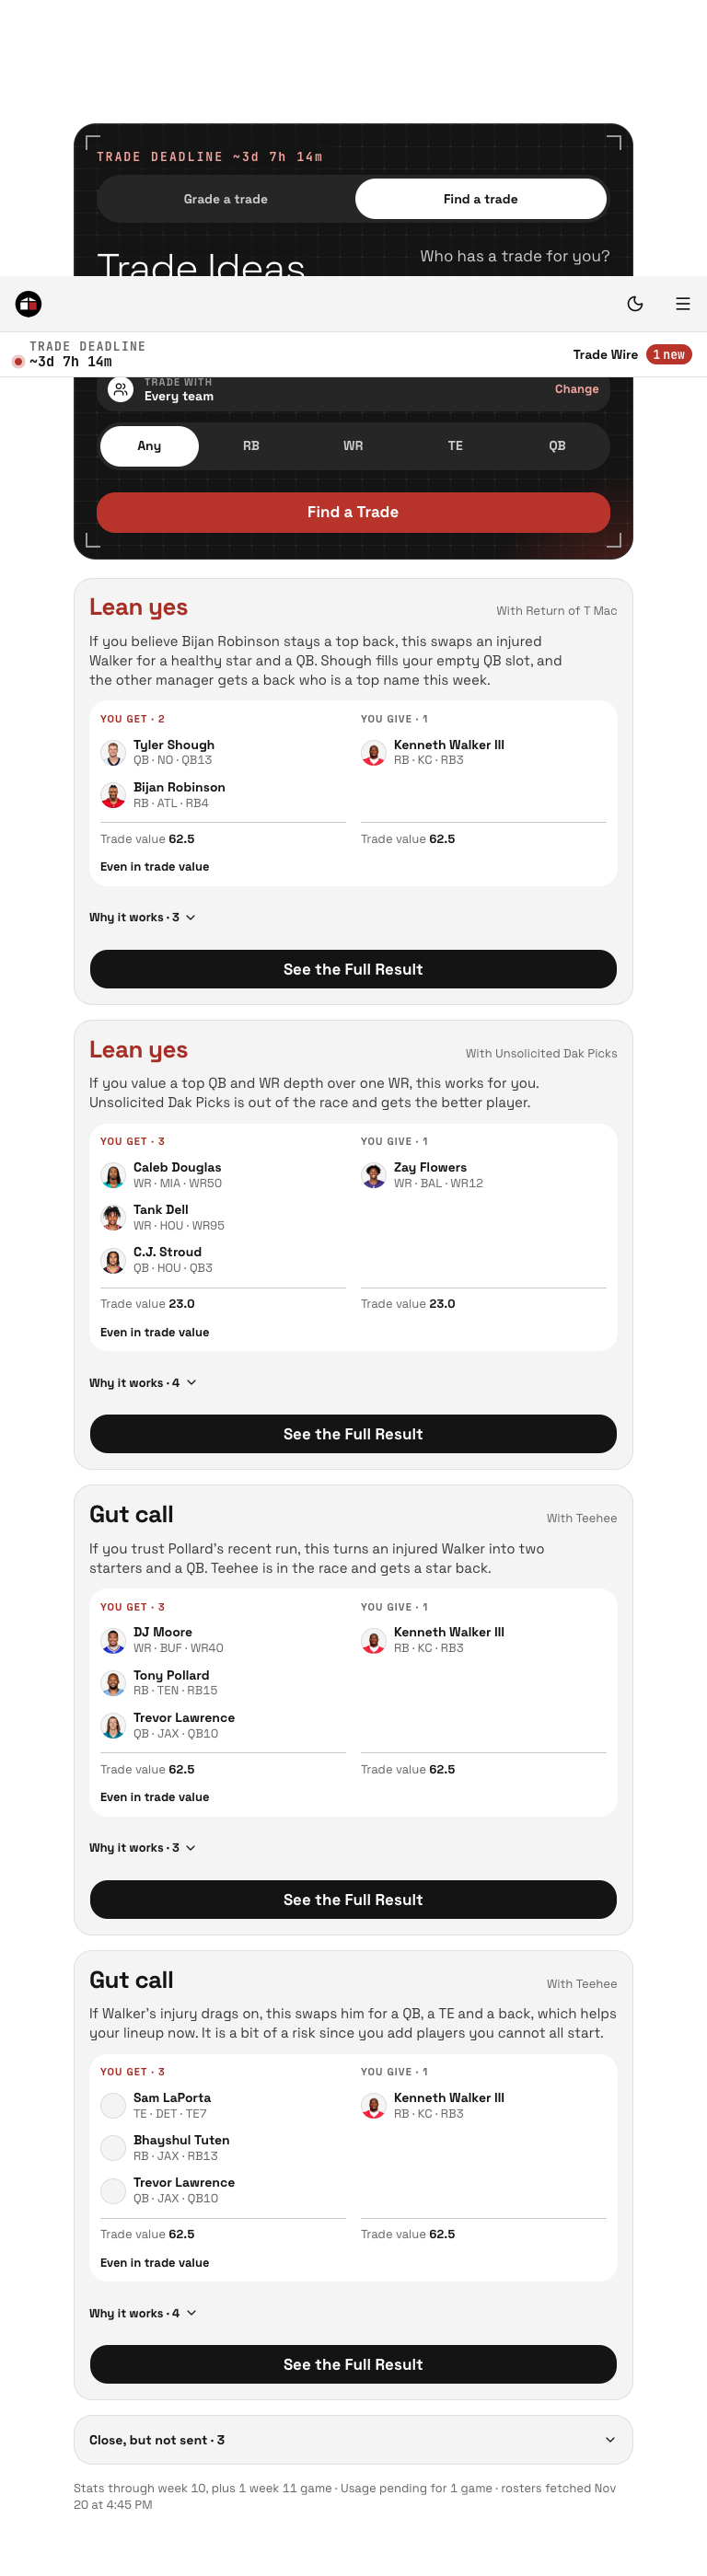 TRADE DEADLINE ~3d 7h 14m
Grade a trade
Find a trade
Trade Ideas
Who has a trade for you?
TRADE DEADLINE
~3d 7h 14m
Trade Wire
1 new
TRADE WITH
Every team
Change
Any
RB
WR
TE
QB
Find a Trade
Lean yes
With Return of T Mac
If you believe Bijan Robinson stays a top back, this swaps an injured
Walker for a healthy star and a QB. Shough fills your empty QB slot, and
the other manager gets a back who is a top name this week.
YOU GET · 2
Tyler Shough
QB · NO · QB13
Bijan Robinson
RB · ATL · RB4
Trade value 62.5
Even in trade value
YOU GIVE · 1
Kenneth Walker III
RB · KC · RB3
Trade value 62.5
Why it works · 3
See the Full Result
Lean yes
With Unsolicited Dak Picks
If you value a top QB and WR depth over one WR, this works for you.
Unsolicited Dak Picks is out of the race and gets the better player.
YOU GET · 3
Caleb Douglas
WR · MIA · WR50
Tank Dell
WR · HOU · WR95
C.J. Stroud
QB · HOU · QB3
Trade value 23.0
Even in trade value
YOU GIVE · 1
Zay Flowers
WR · BAL · WR12
Trade value 23.0
Why it works · 4
See the Full Result
Gut call
With Teehee
If you trust Pollard's recent run, this turns an injured Walker into two
starters and a QB. Teehee is in the race and gets a star back.
YOU GET · 3
DJ Moore
WR · BUF · WR40
Tony Pollard
RB · TEN · RB15
Trevor Lawrence
QB · JAX · QB10
Trade value 62.5
Even in trade value
YOU GIVE · 1
Kenneth Walker III
RB · KC · RB3
Trade value 62.5
Why it works · 3
See the Full Result
Gut call
With Teehee
If Walker's injury drags on, this swaps him for a QB, a TE and a back, which helps
your lineup now. It is a bit of a risk since you add players you cannot all start.
YOU GET · 3
Sam LaPorta
TE · DET · TE7
Bhayshul Tuten
RB · JAX · RB13
Trevor Lawrence
QB · JAX · QB10
Trade value 62.5
Even in trade value
YOU GIVE · 1
Kenneth Walker III
RB · KC · RB3
Trade value 62.5
Why it works · 4
See the Full Result
Close, but not sent · 3
Stats through week 10, plus 1 week 11 game · Usage pending for 1 game · rosters fetched Nov
20 at 4:45 PM